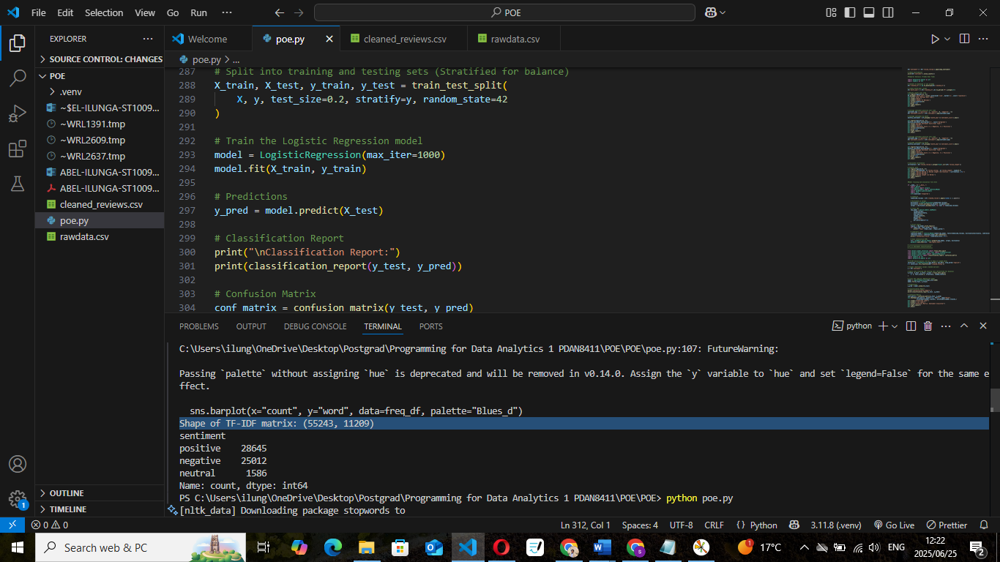 File Edit Selection View Go Run ··· POE
EXPLORER ···
SOURCE CONTROL: CHANGES
POE
.venv
~$EL-ILUNGA-ST1009...
~WRL1391.tmp
~WRL2609.tmp
~WRL2637.tmp
ABEL-ILUNGA-ST1009...
ABEL-ILUNGA-ST1009...
cleaned_reviews.csv
poe.py
rawdata.csv
OUTLINE
TIMELINE
1
Welcome poe.py cleaned_reviews.csv rawdata.csv
poe.py > ...
287 # Split into training and testing sets (Stratified for balance)
288 X_train, X_test, y_train, y_test = train_test_split(
289 X, y, test_size=0.2, stratify=y, random_state=42
290 )
291
292 # Train the Logistic Regression model
293 model = LogisticRegression(max_iter=1000)
294 model.fit(X_train, y_train)
295
296 # Predictions
297 y_pred = model.predict(X_test)
298
299 # Classification Report
300 print("\nClassification Report:")
301 print(classification_report(y_test, y_pred))
302
303 # Confusion Matrix
304 conf_matrix = confusion_matrix(y_test, y_pred)
PROBLEMS OUTPUT DEBUG CONSOLE TERMINAL PORTS python
C:\Users\ilung\OneDrive\Desktop\Postgrad\Programming for Data Analytics 1 PDAN8411\POE\POE\poe.py:107: FutureWarning:
Passing `palette` without assigning `hue` is deprecated and will be removed in v0.14.0. Assign the `y` variable to `hue` and set `legend=False` for the same e
ffect.
sns.barplot(x="count", y="word", data=freq_df, palette="Blues_d")
Shape of TF-IDF matrix: (55243, 11209)
sentiment
positive 28645
negative 25012
neutral 1586
Name: count, dtype: int64
PS C:\Users\ilung\OneDrive\Desktop\Postgrad\Programming for Data Analytics 1 PDAN8411\POE\POE> python poe.py
[nltk_data] Downloading package stopwords to
0 0 Ln 312, Col 1 Spaces: 4 UTF-8 CRLF {} Python 3.11.8 (.venv) Go Live Prettier
Search web & PC 1 17°C ENG 12:22
2025/06/25 2